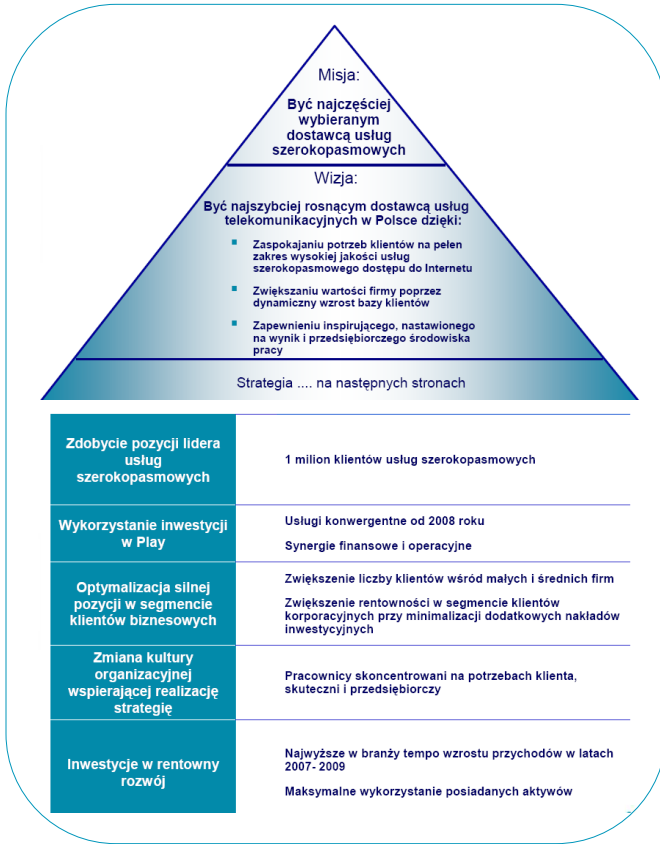 Misja:
Być najczęściej
wybieranym
dostawcą usług
szerokopasmowych
Wizja:
Być najszybciej rosnącym dostawcą usług
telekomunikacyjnych w Polsce dzięki:
Zaspokajaniu potrzeb klientów na pełen
zakres wysokiej jakości usług
szerokopasmowego dostępu do Internetu
Zwiększaniu wartości firmy poprzez
dynamiczny wzrost bazy klientów
Zapewnieniu inspirującego, nastawionego
na wynik i przedsiębiorczego środowiska
pracy
Strategia .... na następnych stronach
Zdobycie pozycji lidera
usług
szerokopasmowych
1 milion klientów usług szerokopasmowych
Wykorzystanie inwestycji
w Play
Usługi konwergentne od 2008 roku
Synergie finansowe i operacyjne
Optymalizacja silnej
pozycji w segmencie
klientów biznesowych
Zwiększenie liczby klientów wśród małych i średnich firm
Zwiększenie rentowności w segmencie klientów
korporacyjnych przy minimalizacji dodatkowych nakładów
inwestycyjnych
Zmiana kultury
organizacyjnej
wspierającej realizację
strategię
Pracownicy skoncentrowani na potrzebach klienta,
skuteczni i przedsiębiorczy
Inwestycje w rentowny
rozwój
Najwyższe w branży tempo wzrostu przychodów w latach
2007- 2009
Maksymalne wykorzystanie posiadanych aktywów